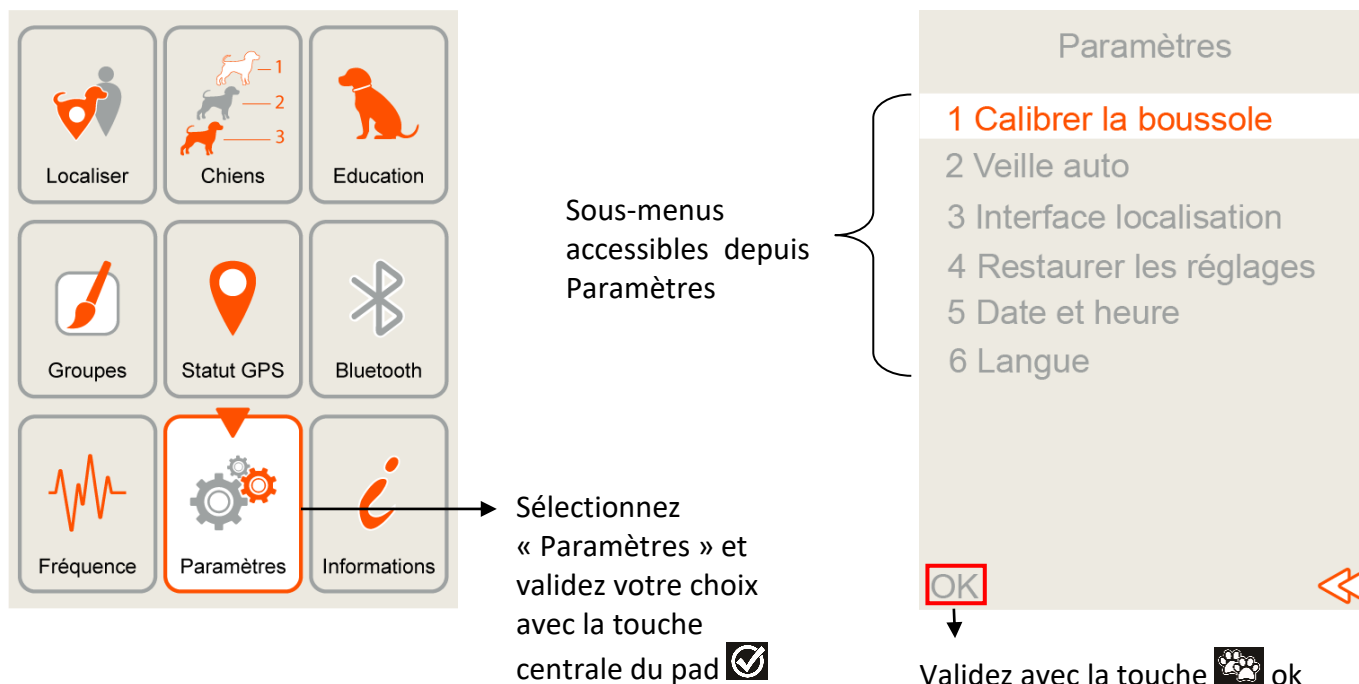 1
2
3
Localiser
Chiens
Education
Groupes
Statut GPS
Bluetooth
Fréquence
Paramètres
Informations
Sous-menus
accessibles depuis
Paramètres
Sélectionnez
« Paramètres » et
validez votre choix
avec la touche
centrale du pad
Paramètres
1 Calibrer la boussole
2 Veille auto
3 Interface localisation
4 Restaurer les réglages
5 Date et heure
6 Langue
OK
Validez avec la touche ok